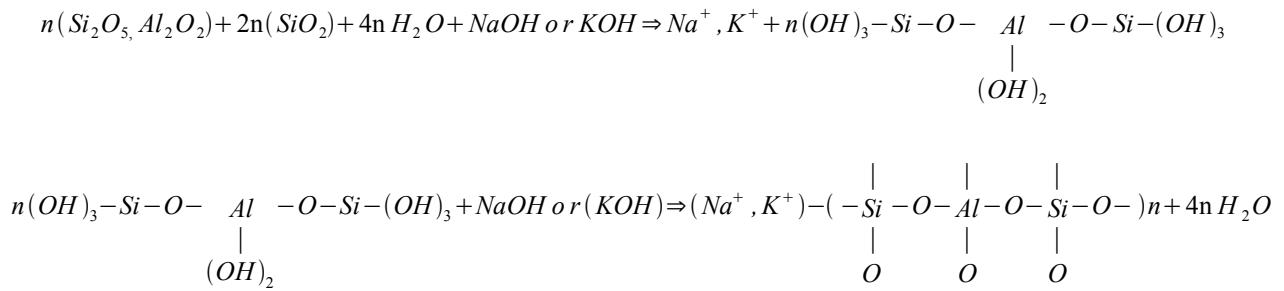 n(Si₂O₅, Al₂O₂)+2n(SiO₂)+4n H₂O+NaOH or KOH⇒Na⁺,K⁺+n(OH)₃−Si−O− Al −O−Si−(OH)₃
|
(OH)₂
| | |
n(OH)₃−Si−O− Al −O−Si−(OH)₃+NaOH or(KOH)⇒(Na⁺,K⁺)−(−Si −O−Al−O−Si−O−)n+4n H₂O
| | | |
(OH)₂ O O O